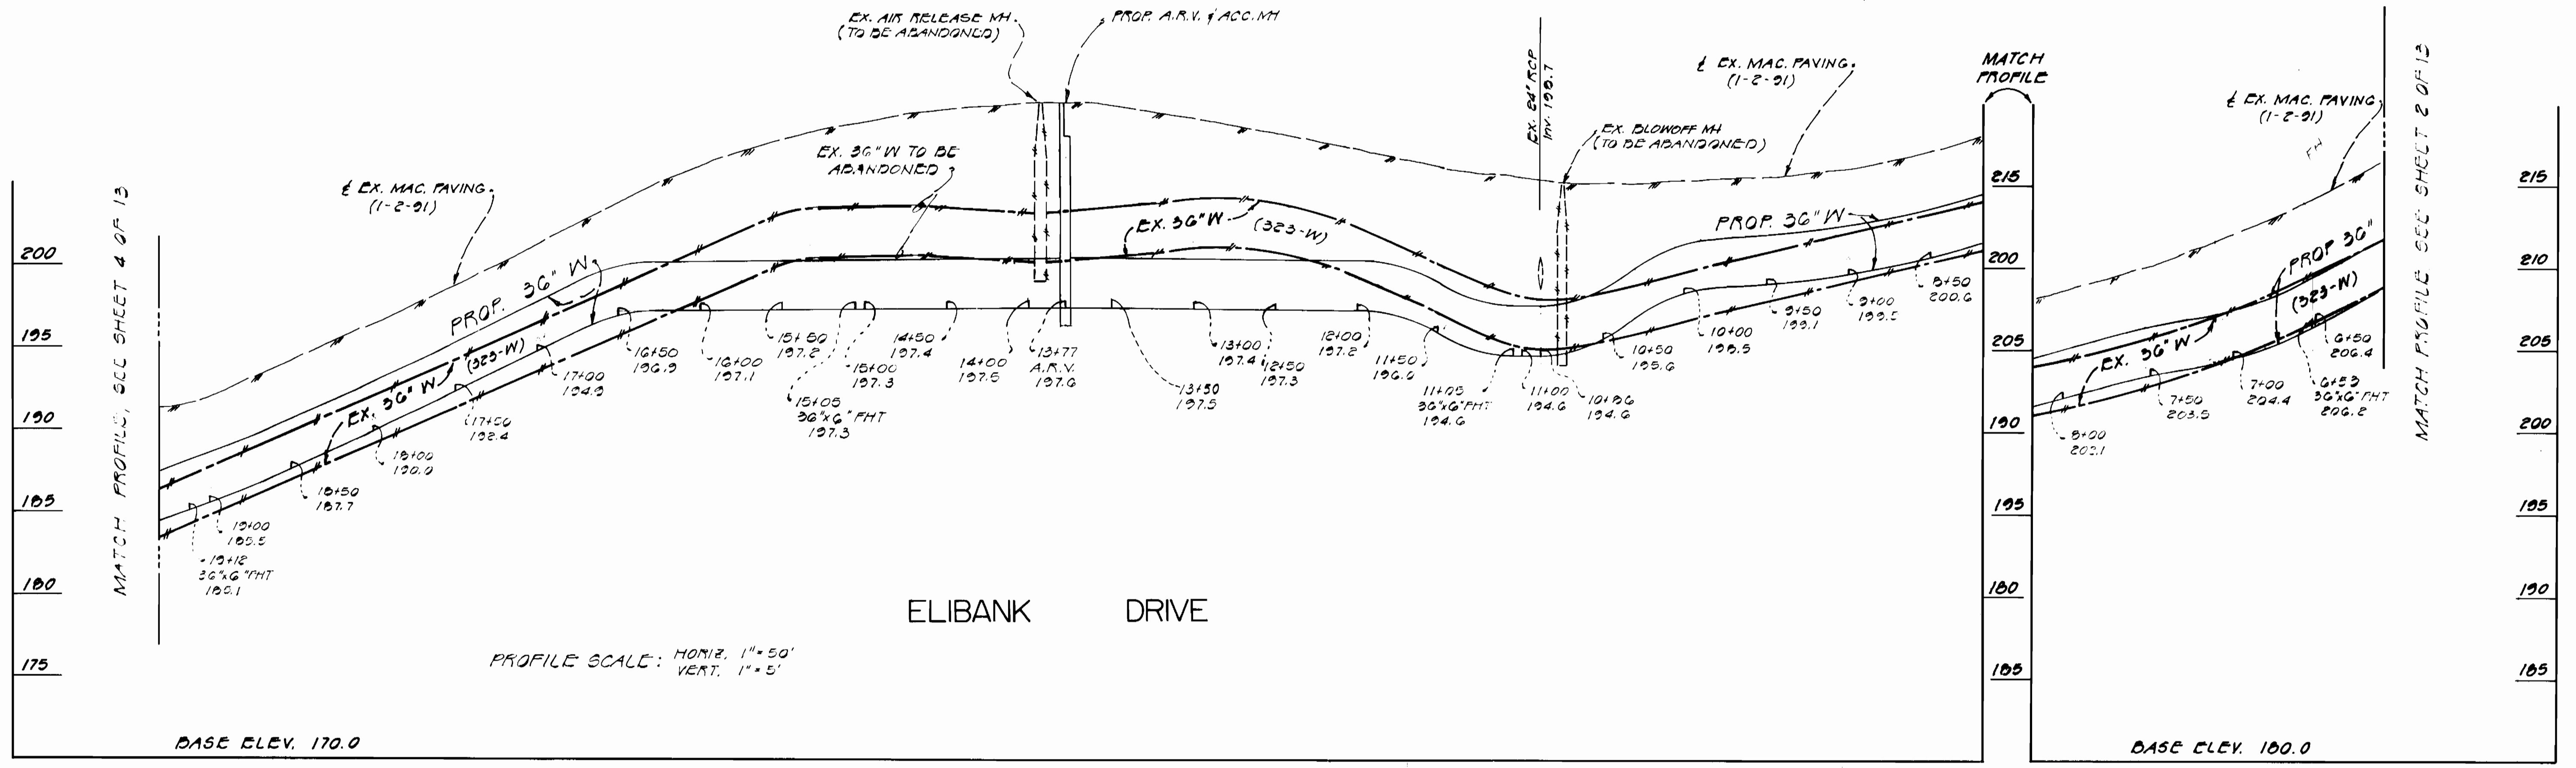 EX. AIR RELEASE MH.
(TO BE ABANDONED)
PROP. A.R.V. & ACC. MH
EX. 24" RCP
Inv. 198.7
EX. BLOWOFF MH
(TO BE ABANDONED)
℄ EX. MAC. PAVING.
(1-2-91)
MATCH
PROFILE
℄ EX. MAC. PAVING
(1-2-91)
FH
MATCH PROFILE SEE SHEET 2 OF 13
MATCH PROFILE, SEE SHEET 4 OF 13
℄ EX. MAC. PAVING.
(1-2-91)
EX. 36" W TO BE
ABANDONED
EX. 36" W
(323-W)
PROP. 36" W
PROP. 36" W
(323-W)
EX. 36" W
PROP 36"
(323-W)
EX. 36" W
200
195
190
185
180
175
215
200
205
190
195
180
185
215
210
205
200
195
190
185
19+12
36"x6" FHT
185.1
19+00
185.5
18+50
187.7
18+00
190.0
17+50
192.4
17+00
194.9
16+50
196.9
16+00
197.1
15+50
197.2
15+05
36"x6" FHT
197.3
15+00
197.3
14+50
197.4
14+00
197.5
13+77
A.R.V.
197.6
13+50
197.5
13+00
197.4
12+50
197.3
12+00
197.2
11+50
196.0
11+05
36"x6" FHT
194.6
11+00
194.6
10+86
194.6
10+50
195.6
10+00
198.5
9+50
199.1
9+00
199.5
8+50
200.6
8+00
7+50
203.5
7+00
204.4
6+53
36"x6" FHT
206.2
6+50
206.4
ELIBANK DRIVE
PROFILE SCALE: HORIZ. 1"=50'
VERT. 1"=5'
BASE ELEV. 170.0
BASE ELEV. 180.0